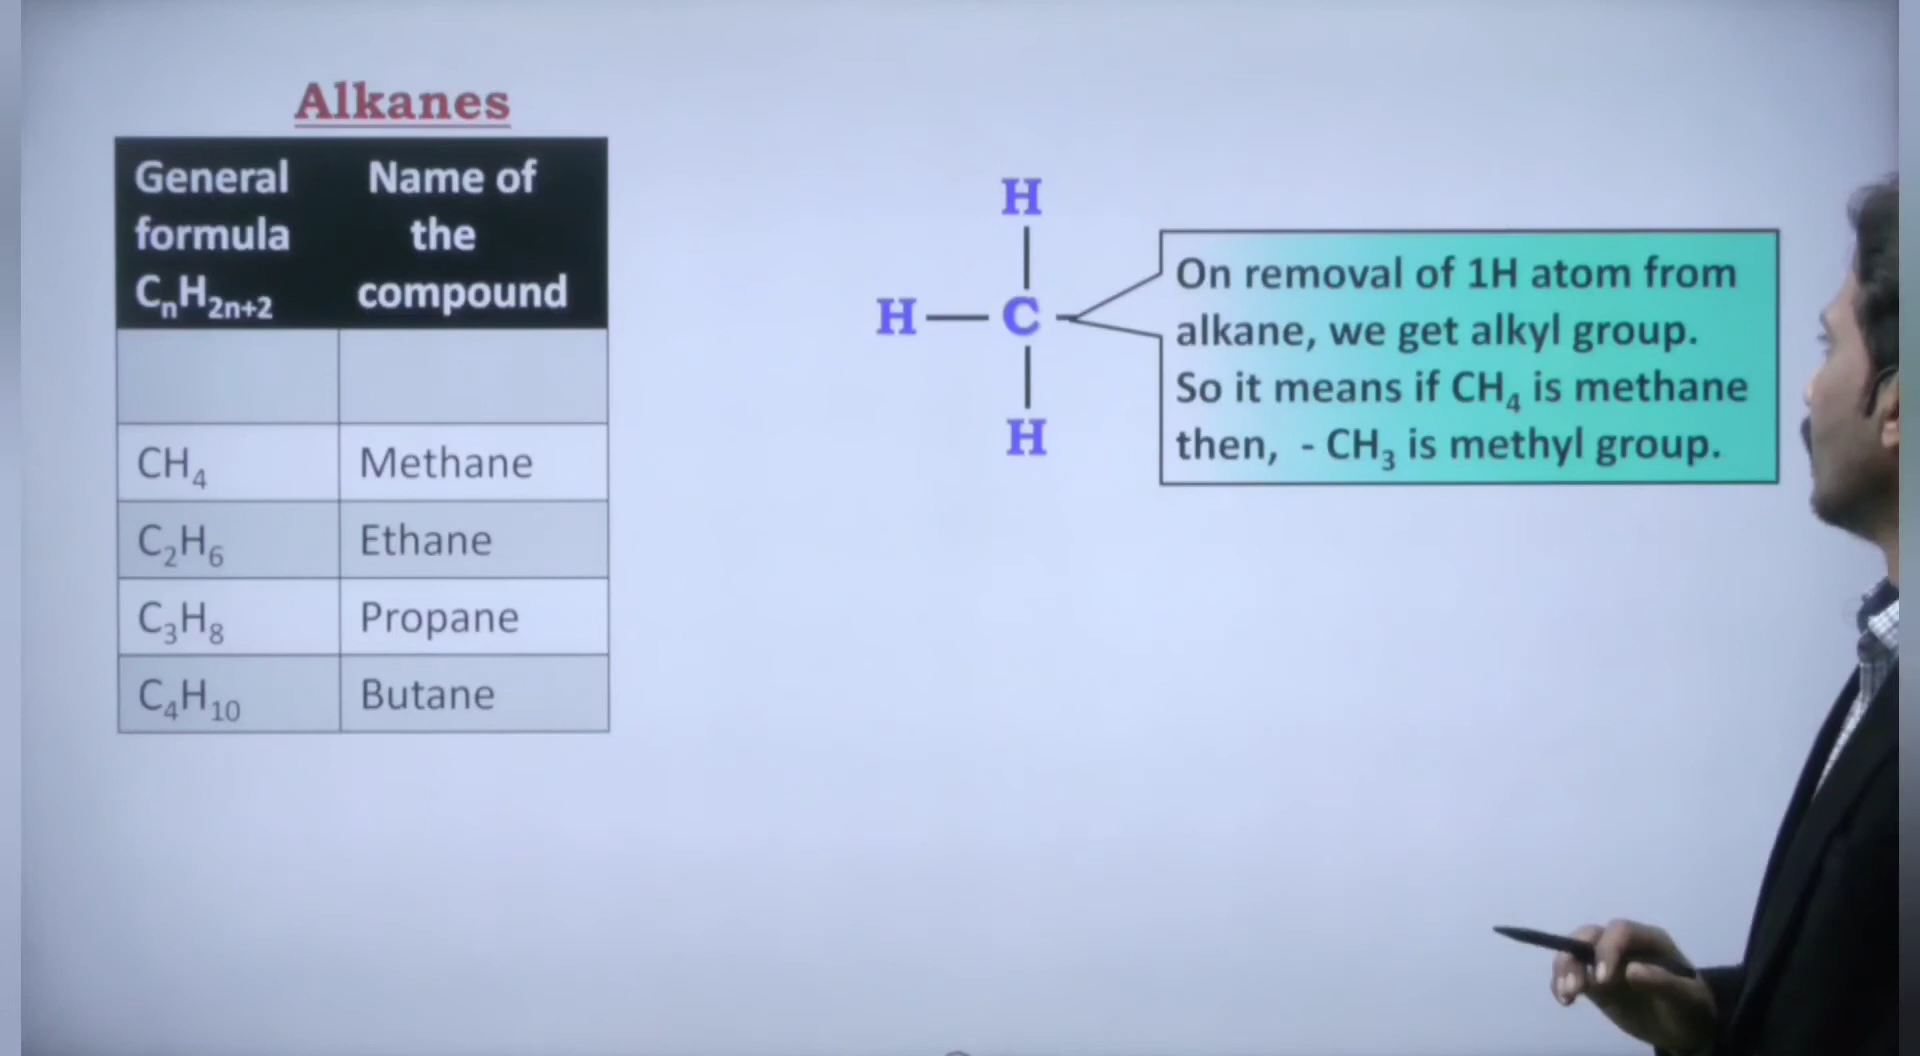 Alkanes
General formula CₙH₂ₙ₊₂
Name of the compound
CH₄ Methane
C₂H₆ Ethane
C₃H₈ Propane
C₄H₁₀ Butane
H
H — C –
H
On removal of 1H atom from
alkane, we get alkyl group.
So it means if CH₄ is methane
then, - CH₃ is methyl group.